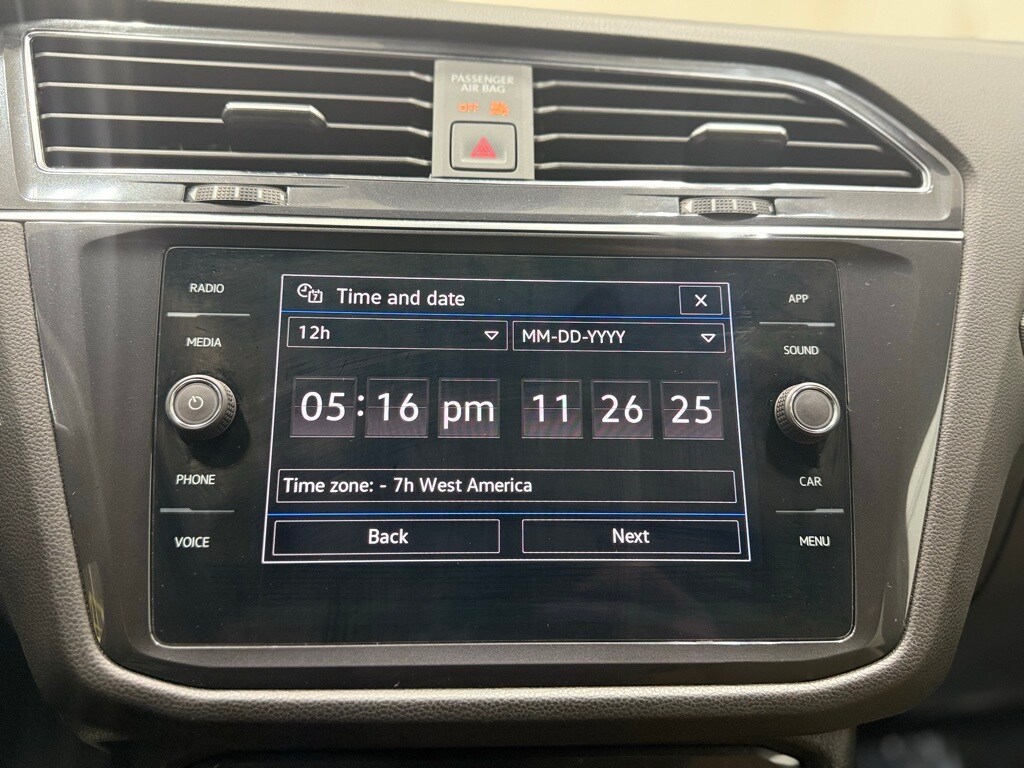 PASSENGER
AIR BAG
OFF
RADIO
MEDIA
PHONE
VOICE
Time and date
X
12h
MM-DD-YYYY
05:16 pm 11 26 25
Time zone: - 7h West America
Back
Next
APP
SOUND
CAR
MENU